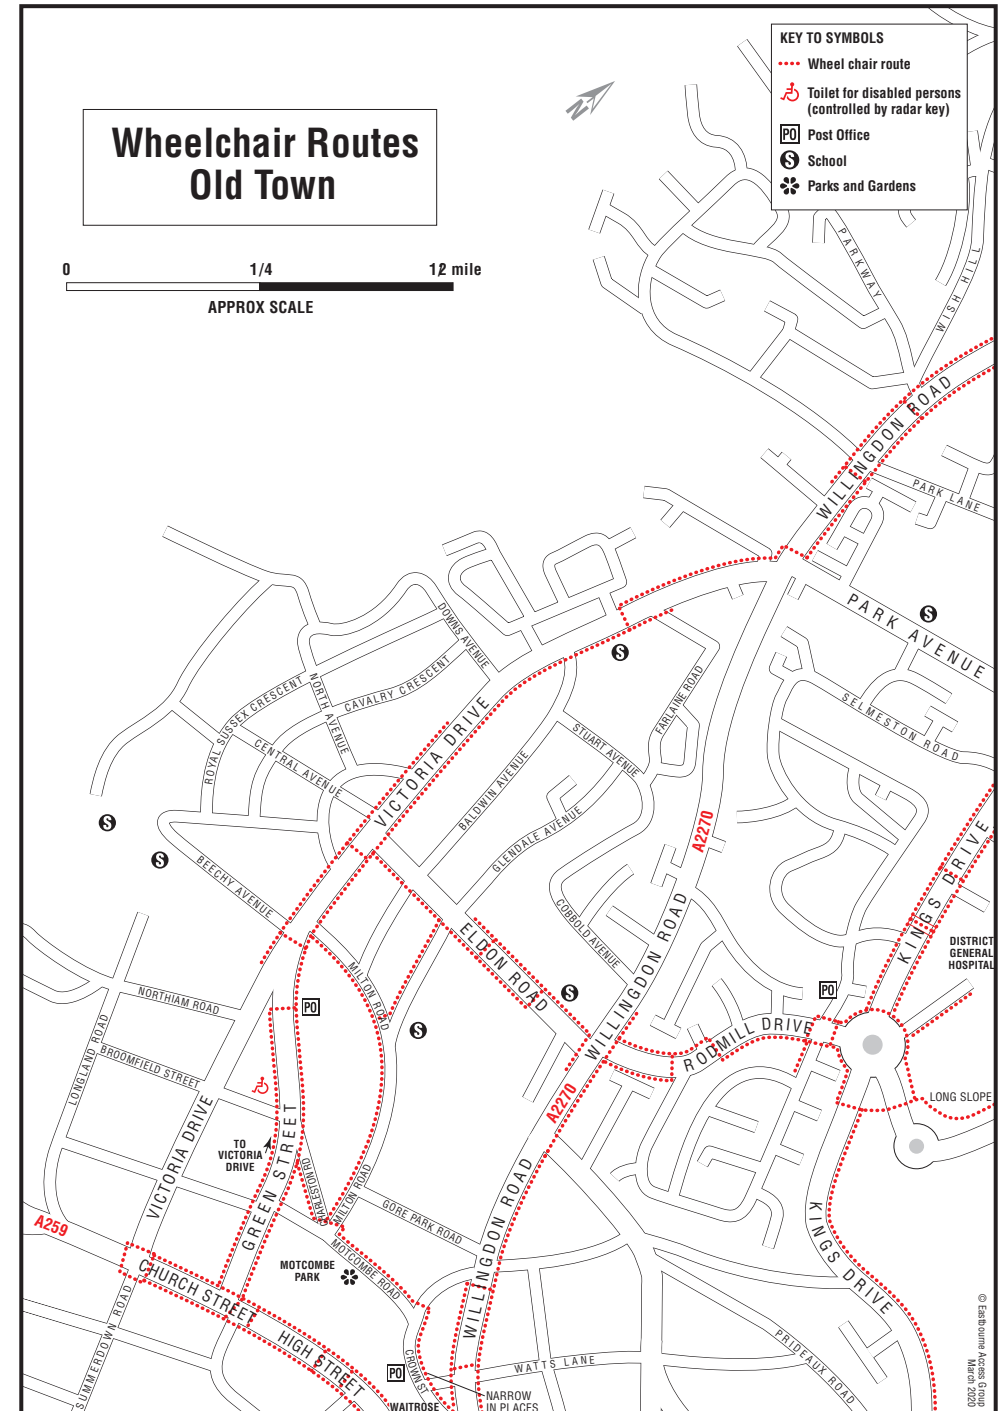 KEY TO SYMBOLS
Wheel chair route
Toilet for disabled persons
(controlled by radar key)
PO Post Office
S School
Parks and Gardens
N
Wheelchair Routes
Old Town
0 1/4 1/2 mile
APPROX SCALE
PARKWAY
WISH HILL
WILLINGDON ROAD
PARK LANE
PARK AVENUE
S
S
DOWNS AVENUE
ROYAL SUSSEX CRESCENT
NORTH AVENUE
CAVALRY CRESCENT
CENTRAL AVENUE
VICTORIA DRIVE
FARLAINE ROAD
STUART AVENUE
BALDWIN AVENUE
GLENDALE AVENUE
SELMESTON ROAD
A2270
S
S
BEECHY AVENUE
COBBOLD AVENUE
ELDON ROAD
KINGS DRIVE
DISTRICT
GENERAL
HOSPITAL
WILLINGDON ROAD
MILTON ROAD
NORTHIAM ROAD
PO
S
S
PO
RODMILL DRIVE
LONGLAND ROAD
BROOMFIELD STREET
A2270
LONG SLOPE
VICTORIA DRIVE
TO
VICTORIA
DRIVE
GREEN STREET
CHARLESTON RD
MILTON ROAD
GORE PARK ROAD
WILLINGDON ROAD
KINGS DRIVE
A259
CHURCH STREET
MOTCOMBE
PARK
MOTCOMBE ROAD
SUMMERDOWN ROAD
HIGH STREET
PO
CROWN ST
WATTS LANE
PRIDEAUX ROAD
WAITROSE
NARROW
IN PLACES
© Eastbourne Access Group
March 2020